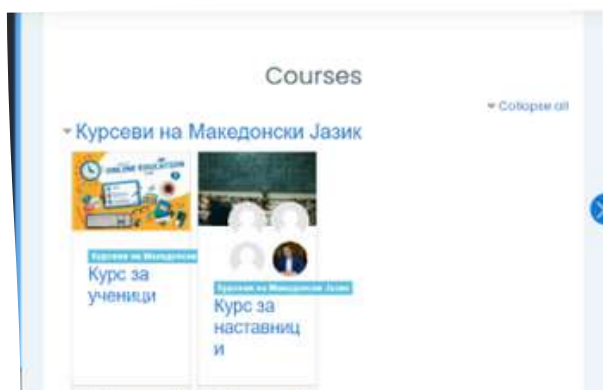 Courses
Collapse all
Курсеви на Македонски Јазик
ONLINE EDUCATION
Курсеви на Македонски
Курс за
ученици
Курсеви на Македонски Јазик
Курс за
наставниц
и